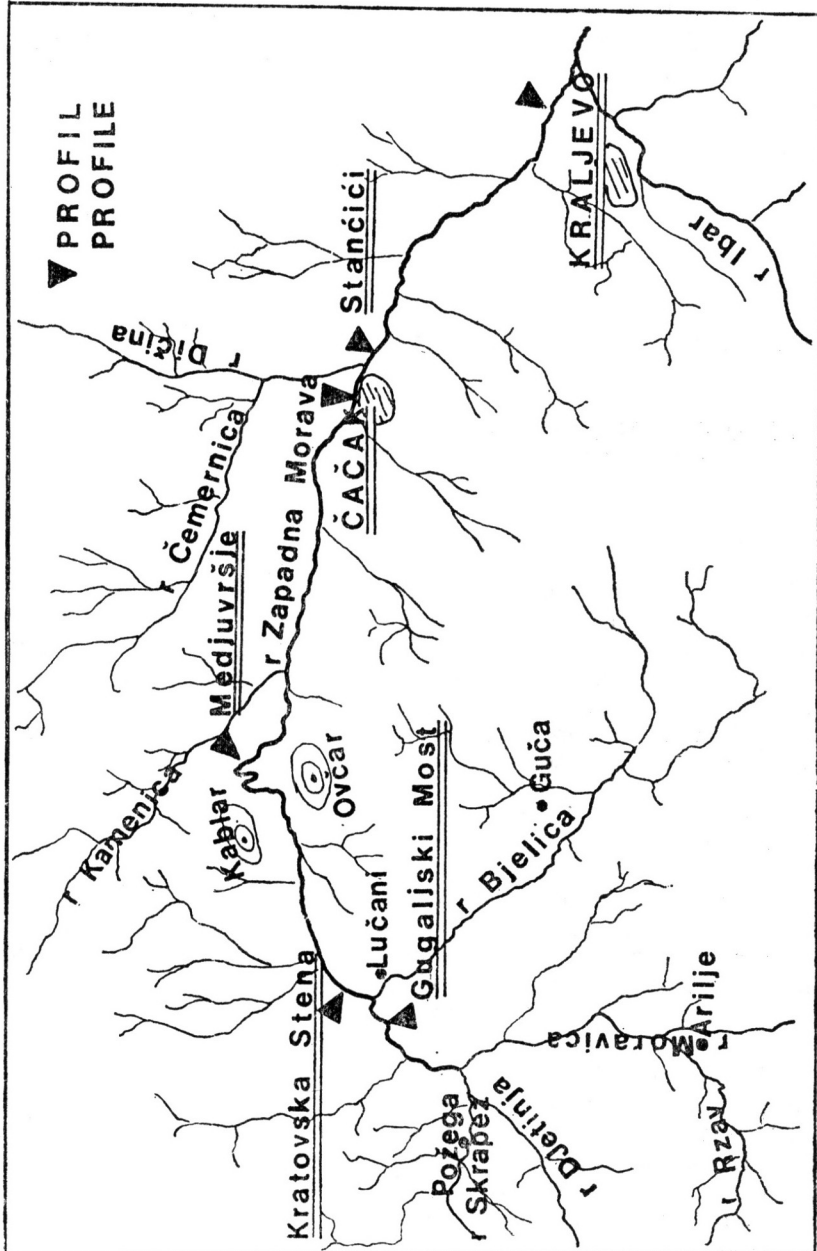 ▼ PROFIL
PROFILE
r Dičina
Stančići
KRALJEVO
r Ibar
r Čemernica
Medjuvršje
r Zapadna Morava
ČAČAK
r Kamenica
Kablar
Ovčar
Kratovska Stena
Lučani
Gugaljski Most
r Bjelica
Guča
Požega
r Skrapez
r Djetinja
r Moravica
Arilje
r Rzav